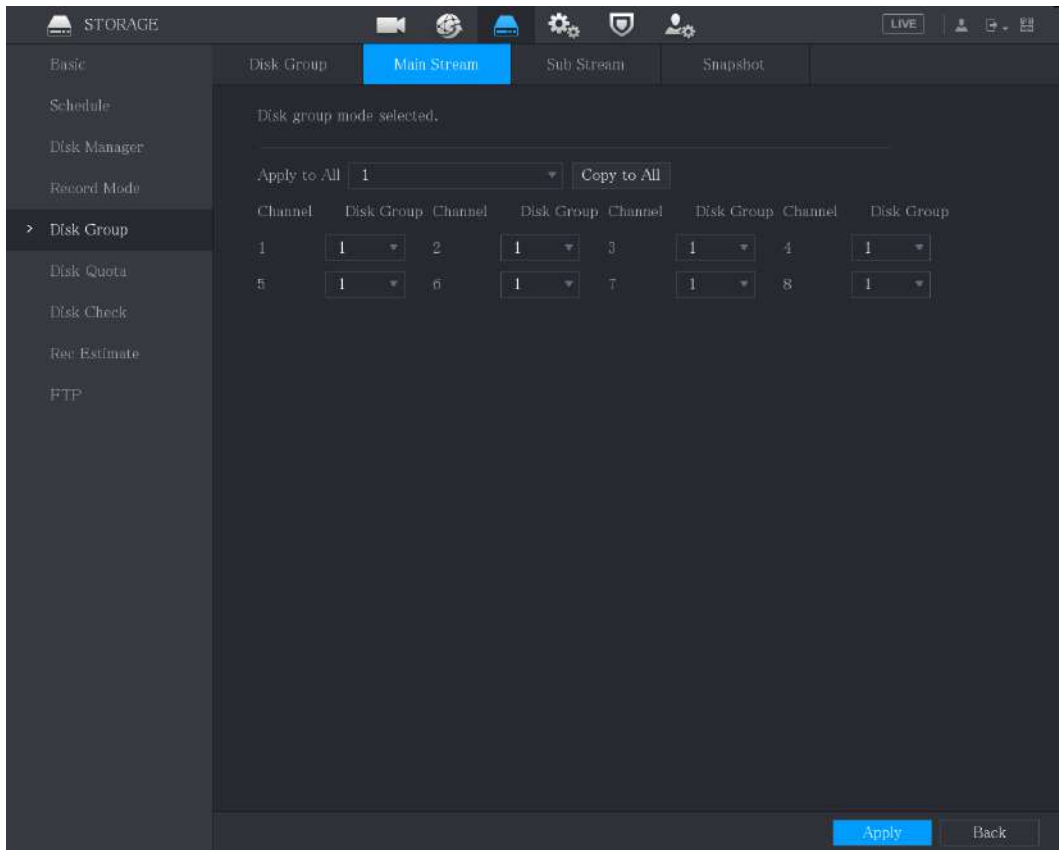 STORAGE
LIVE
Basic
Schedule
Disk Manager
Record Mode
> Disk Group
Disk Quota
Disk Check
Rec Estimate
FTP
Disk Group Main Stream Sub Stream Snapshot
Disk group mode selected.
Apply to All 1 Copy to All
Channel Disk Group Channel Disk Group Channel Disk Group Channel Disk Group
1 1 2 1 3 1 4 1
5 1 6 1 7 1 8 1
Apply Back